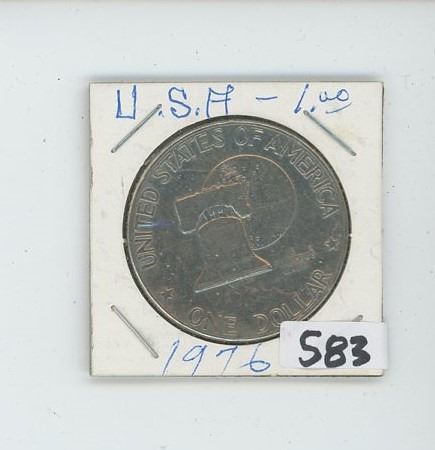 U.S.A - 1.00
UNITED STATES OF AMERICA
ONE DOLLAR
1976
583